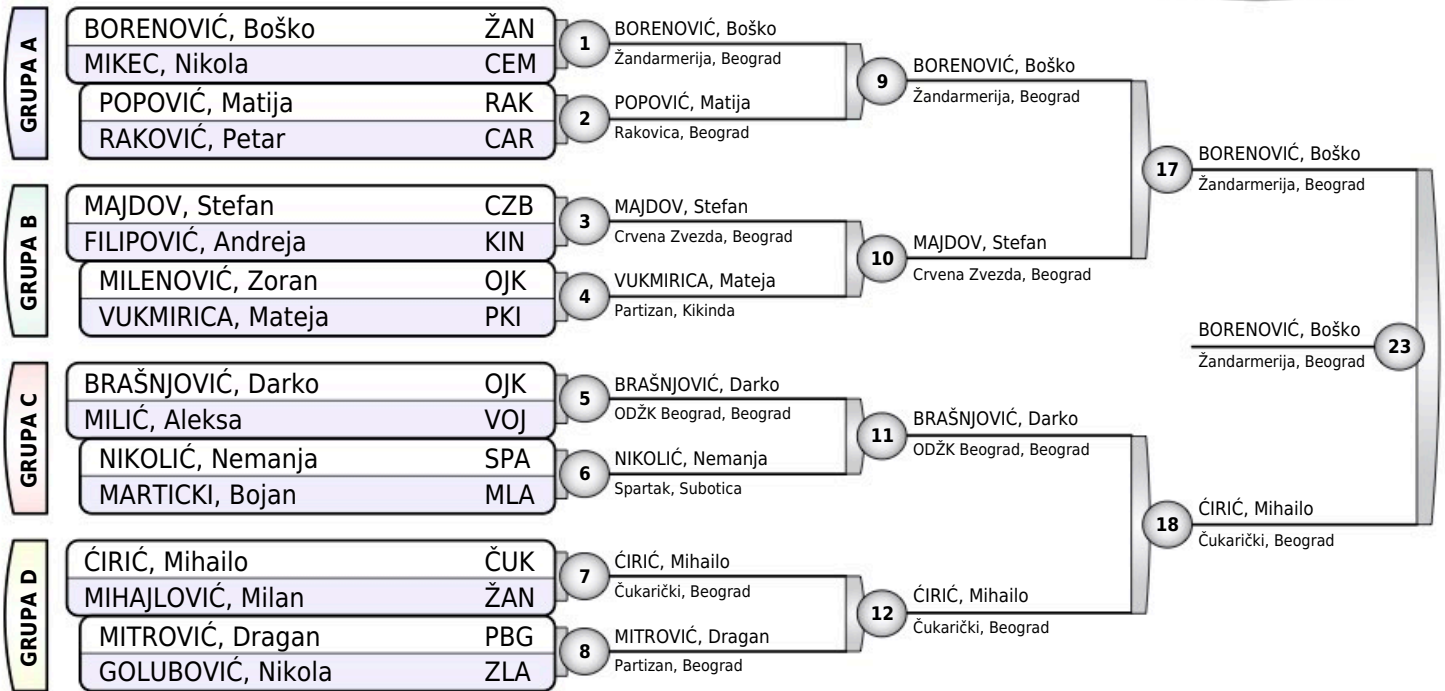 GRUPA A
BORENOVIĆ, Boško ŽAN
MIKEC, Nikola CEM
POPOVIĆ, Matija RAK
RAKOVIĆ, Petar CAR
GRUPA B
MAJDOV, Stefan CZB
FILIPOVIĆ, Andreja KIN
MILENOVIĆ, Zoran OJK
VUKMIRICA, Mateja PKI
GRUPA C
BRAŠNJOVIĆ, Darko OJK
MILIĆ, Aleksa VOJ
NIKOLIĆ, Nemanja SPA
MARTICKI, Bojan MLA
GRUPA D
ĆIRIĆ, Mihailo ČUK
MIHAJLOVIĆ, Milan ŽAN
MITROVIĆ, Dragan PBG
GOLUBOVIĆ, Nikola ZLA
1
BORENOVIĆ, Boško
Žandarmerija, Beograd
2
POPOVIĆ, Matija
Rakovica, Beograd
3
MAJDOV, Stefan
Crvena Zvezda, Beograd
4
VUKMIRICA, Mateja
Partizan, Kikinda
5
BRAŠNJOVIĆ, Darko
ODŽK Beograd, Beograd
6
NIKOLIĆ, Nemanja
Spartak, Subotica
7
ĆIRIĆ, Mihailo
Čukarički, Beograd
8
MITROVIĆ, Dragan
Partizan, Beograd
9
BORENOVIĆ, Boško
Žandarmerija, Beograd
10
MAJDOV, Stefan
Crvena Zvezda, Beograd
11
BRAŠNJOVIĆ, Darko
ODŽK Beograd, Beograd
12
ĆIRIĆ, Mihailo
Čukarički, Beograd
17
BORENOVIĆ, Boško
Žandarmerija, Beograd
18
ĆIRIĆ, Mihailo
Čukarički, Beograd
BORENOVIĆ, Boško
Žandarmerija, Beograd
23